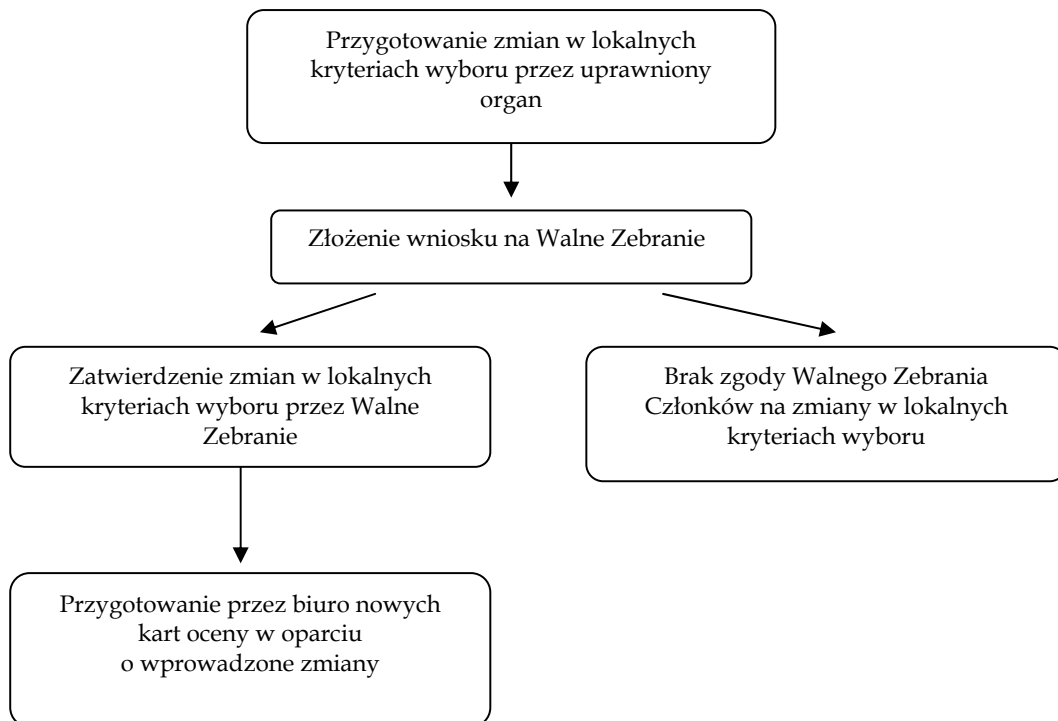 Przygotowanie zmian w lokalnych
kryteriach wyboru przez uprawniony
organ
Złożenie wniosku na Walne Zebranie
Zatwierdzenie zmian w lokalnych
kryteriach wyboru przez Walne
Zebranie
Brak zgody Walnego Zebrania
Członków na zmiany w lokalnych
kryteriach wyboru
Przygotowanie przez biuro nowych
kart oceny w oparciu
o wprowadzone zmiany